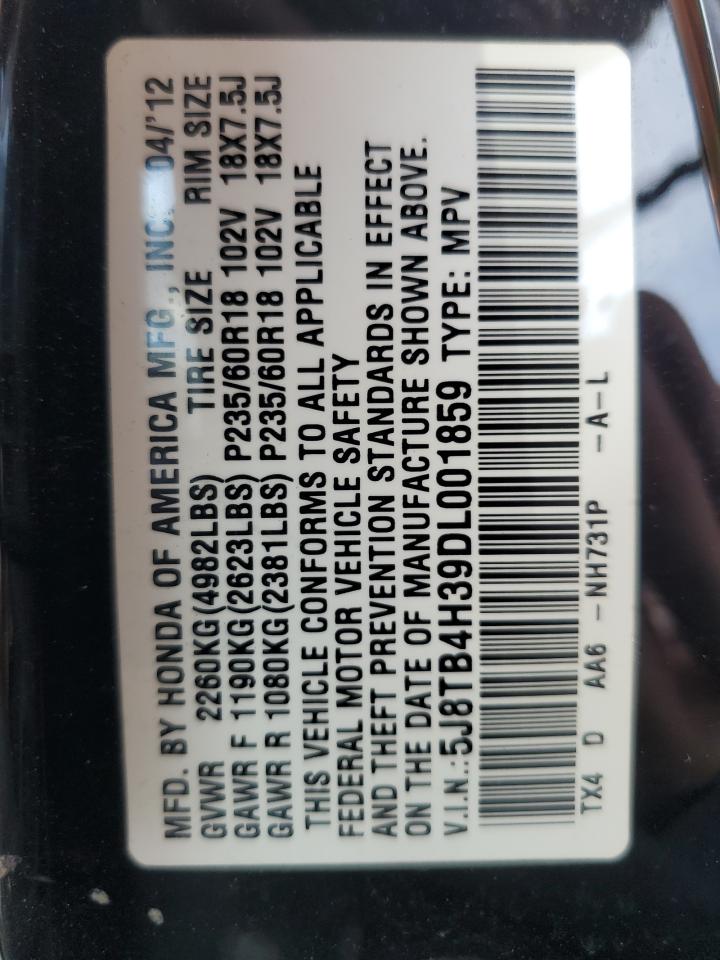 MFD. BY HONDA OF AMERICA MFG., INC. 04/'12
GVWR 2260KG(4982LBS) TIRE SIZE RIM SIZE
GAWR F 1190KG(2623LBS) P235/60R18 102V 18X7.5J
GAWR R 1080KG(2381LBS) P235/60R18 102V 18X7.5J
THIS VEHICLE CONFORMS TO ALL APPLICABLE
FEDERAL MOTOR VEHICLE SAFETY
AND THEFT PREVENTION STANDARDS IN EFFECT
ON THE DATE OF MANUFACTURE SHOWN ABOVE.
V.I.N.:5J8TB4H39DL001859 TYPE: MPV
TX4 D AA6 -NH731P -A-L